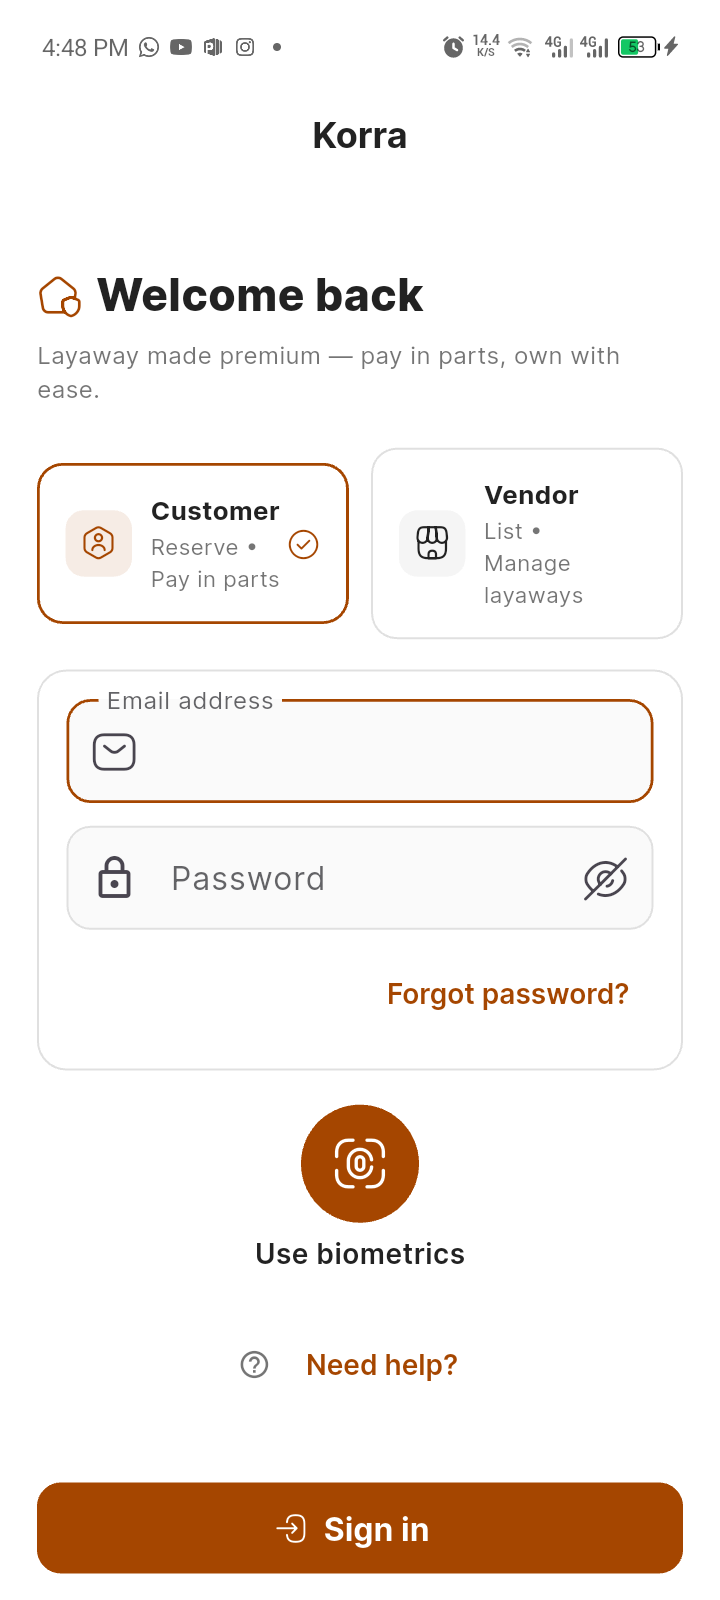 4:48 PM
14.4
K/S
4G
4G
53
Korra
Welcome back
Layaway made premium — pay in parts, own with
ease.
Customer
Reserve •
Pay in parts
Vendor
List •
Manage
layaways
Email address
Password
Forgot password?
Use biometrics
Need help?
Sign in